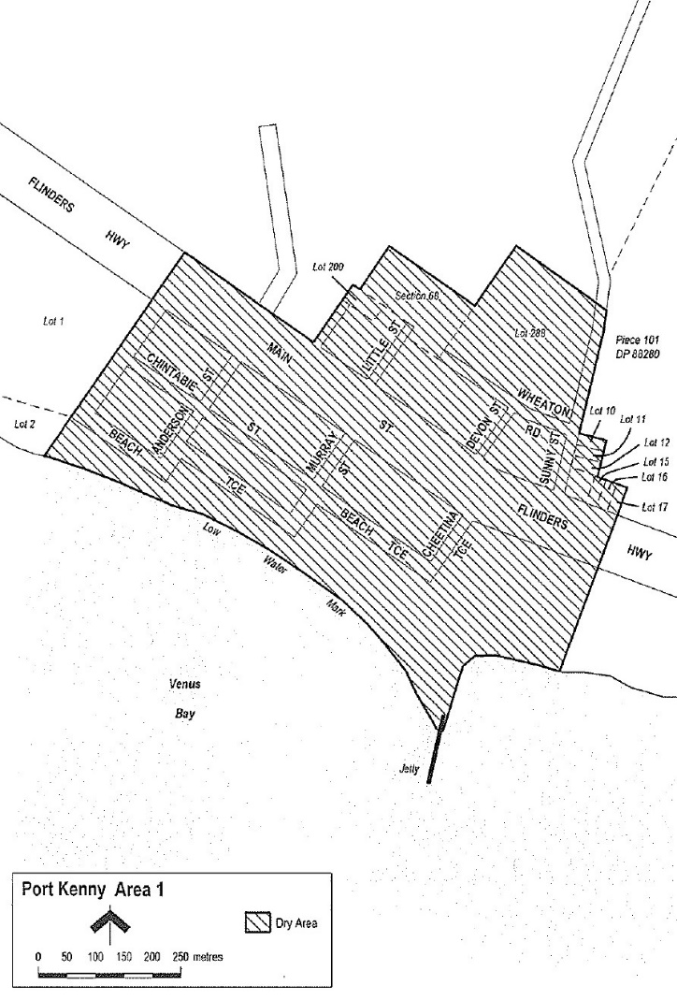 FLINDERS
HWY
Lot 200
Section 68
Lot 1
Lot 288
Piece 101
DP 88280
MAIN
LITTLE ST
CHINTABIE ST
WHEATON
RD
Lot 10
Lot 11
Lot 2
BEACH
ANDERSON
ST
MURRAY ST
ST
DEVON ST
SUNNY ST
Lot 12
Lot 15
Lot 16
Lot 17
TCE
FLINDERS
HWY
BEACH
TCE
CHEETINA
TCE
Low
Water
Mark
Venus
Bay
Jetty
Port Kenny Area 1
Dry Area
0 50 100 150 200 250 metres